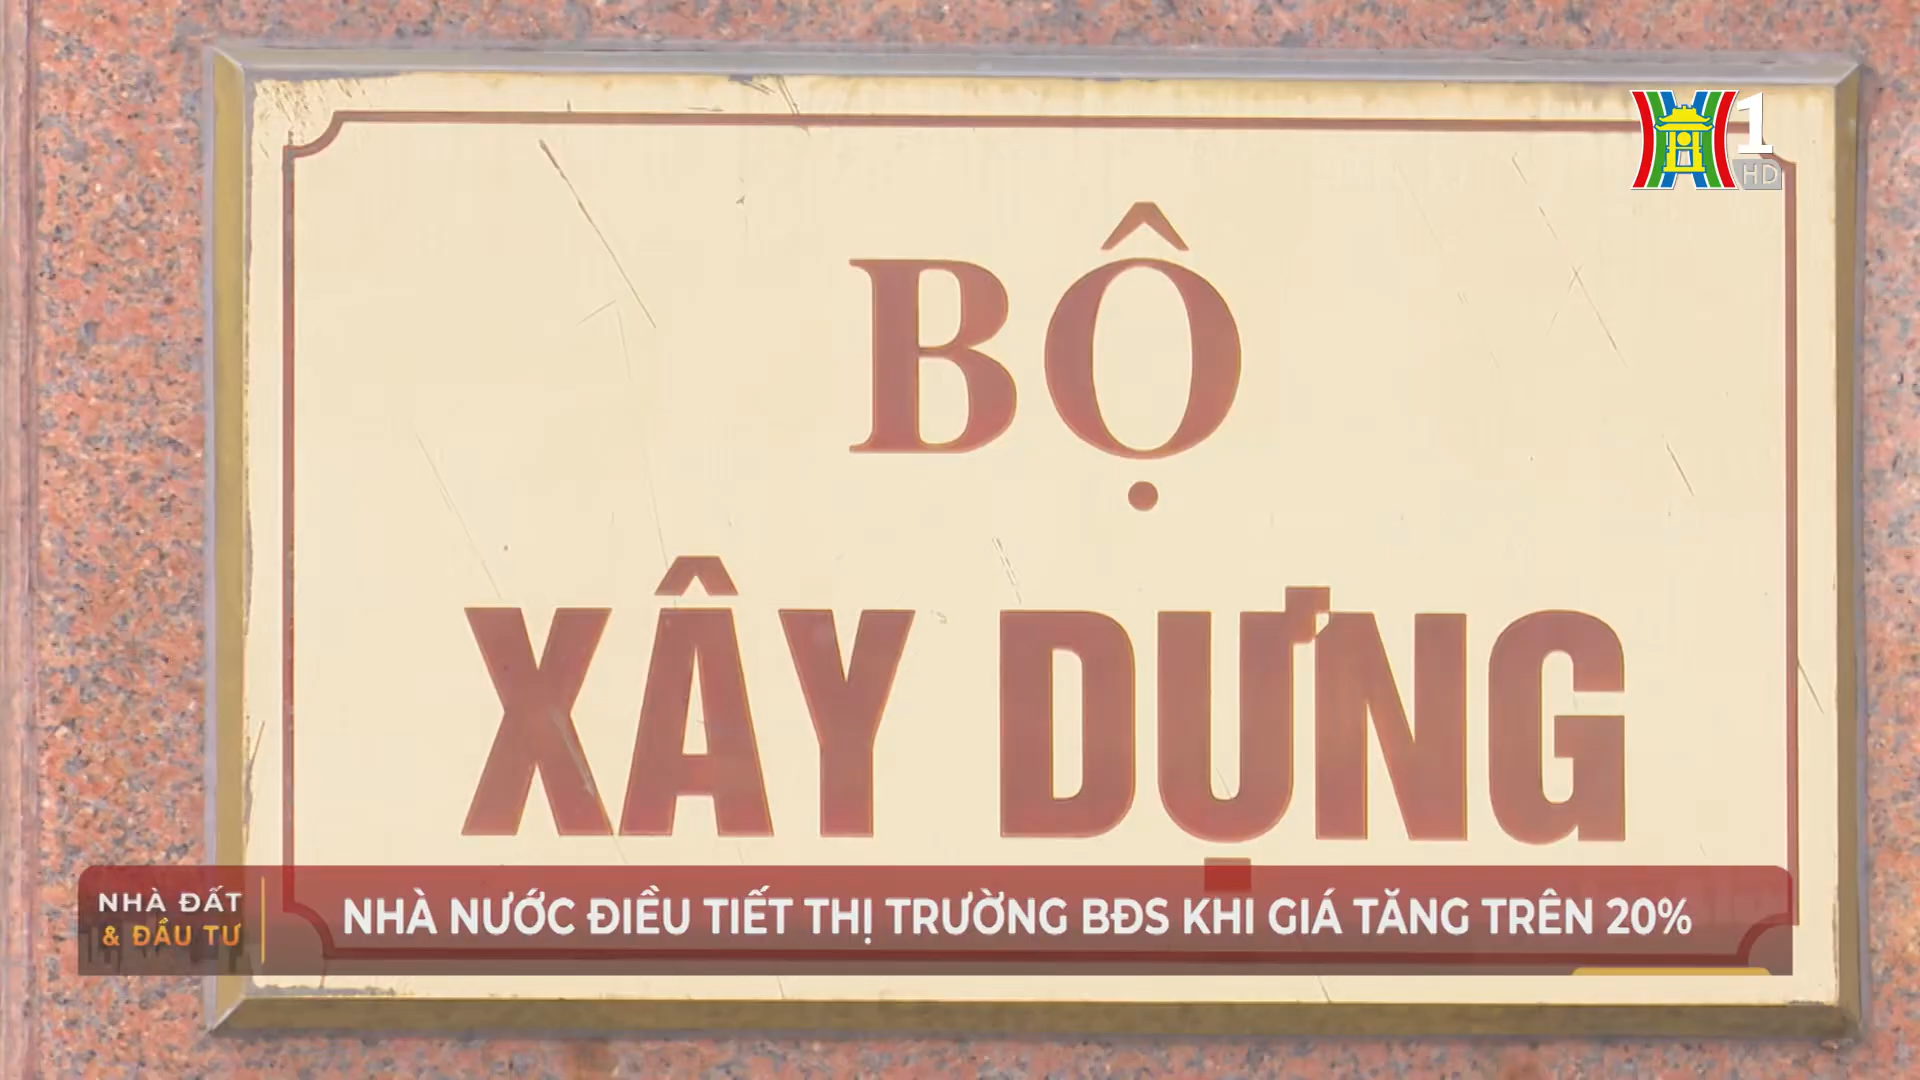 1
HD
BỘ
XÂY DỰNG
NHÀ ĐẤT
& ĐẦU TƯ
NHÀ NƯỚC ĐIỀU TIẾT THỊ TRƯỜNG BĐS KHI GIÁ TĂNG TRÊN 20%